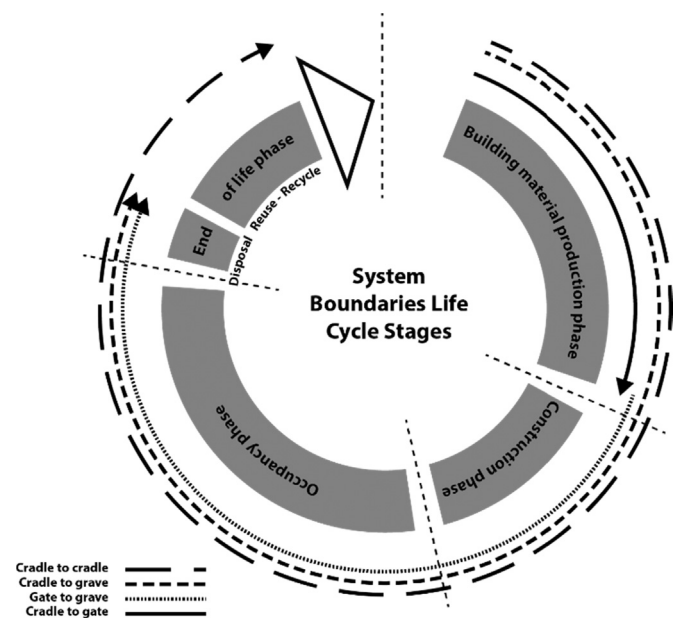 System
Boundaries Life
Cycle Stages
Building material production phase
Construction phase
Occupancy phase
End
of life phase
Disposal
Reuse - Recycle
Cradle to cradle
Cradle to grave
Gate to grave
Cradle to gate